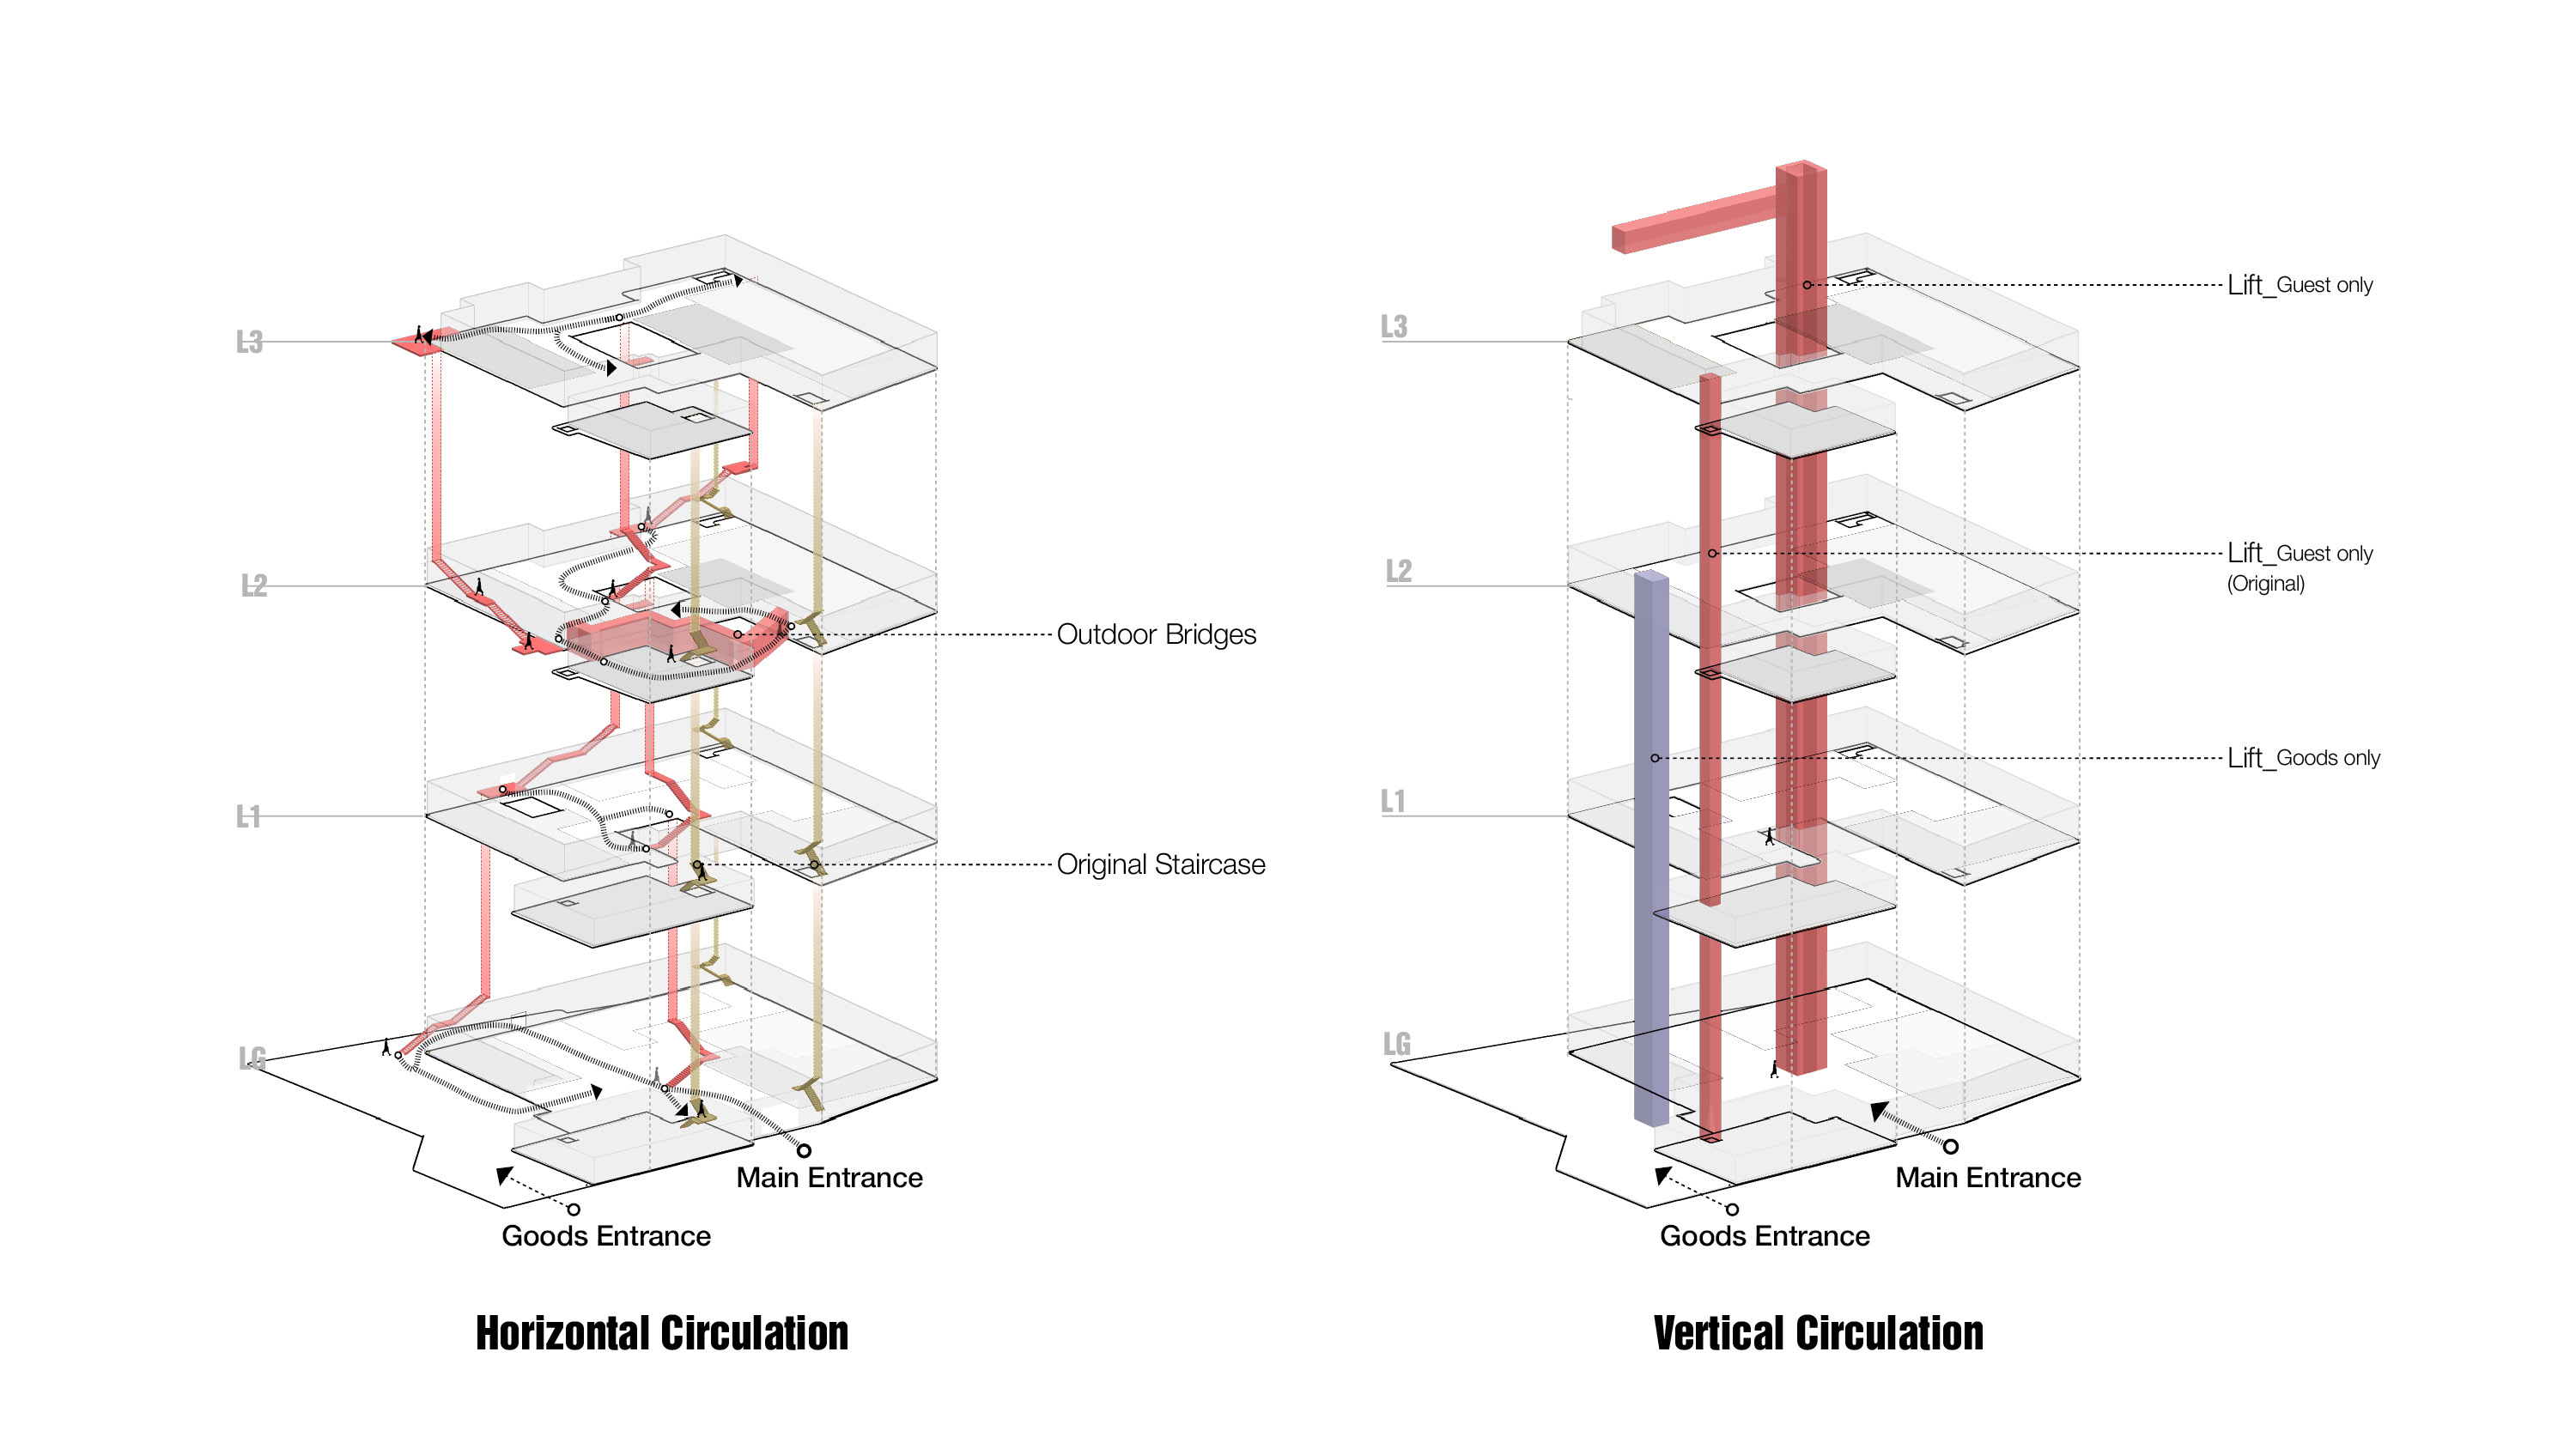 L3
L2
Outdoor Bridges
L1
Original Staircase
LG
Main Entrance
Goods Entrance
Horizontal Circulation
Lift_Guest only
L3
Lift_Guest only
(Original)
L2
Lift_Goods only
L1
LG
Main Entrance
Goods Entrance
Vertical Circulation